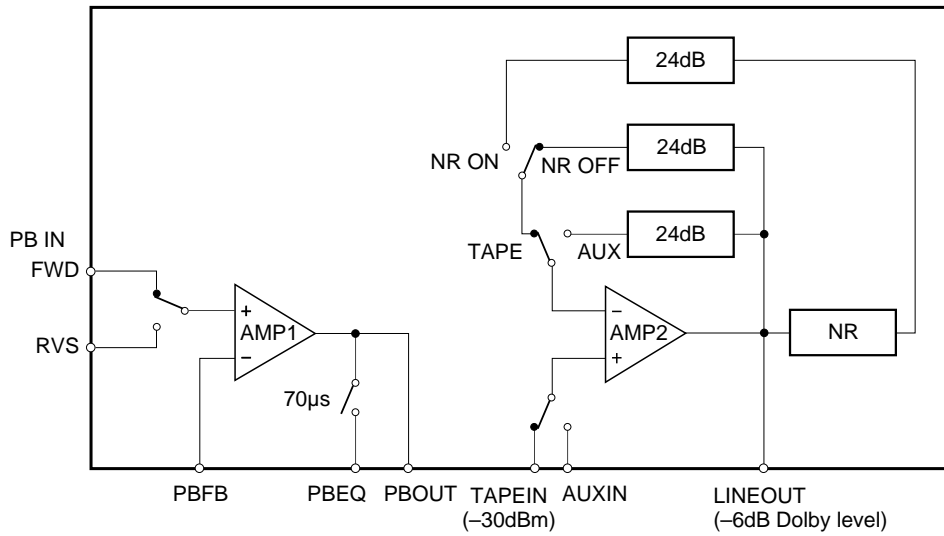 24dB
NR ON
NR OFF
24dB
PB IN
TAPE
AUX
24dB
FWD
+
AMP1
−
−
AMP2
+
NR
RVS
70µs
PBFB
PBEQ
PBOUT
TAPEIN
(–30dBm)
AUXIN
LINEOUT
(–6dB Dolby level)